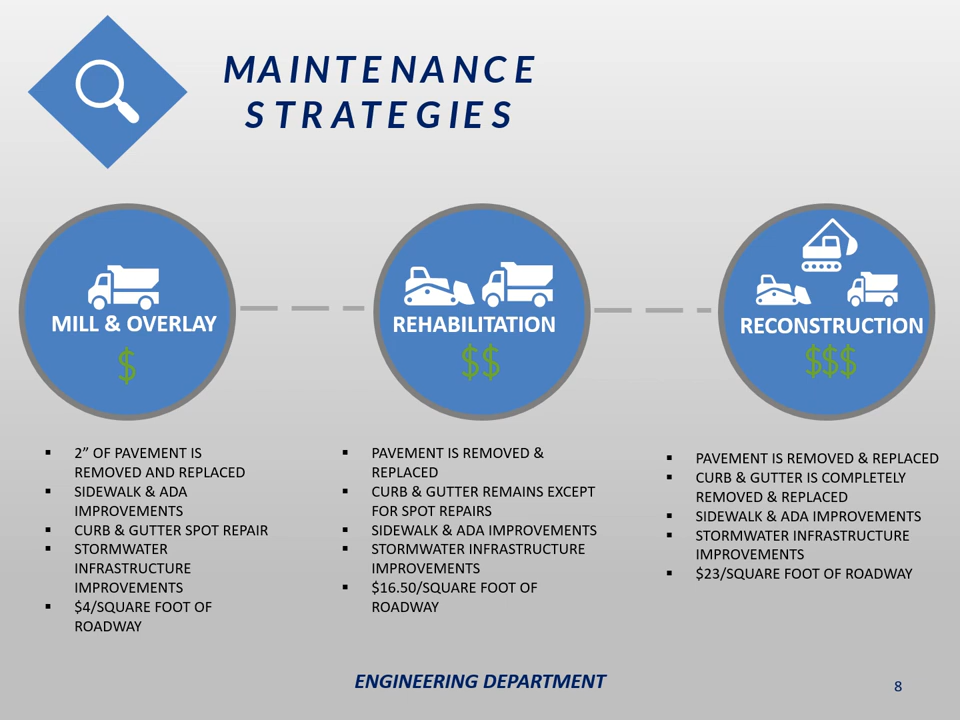 MAINTENANCE
STRATEGIES
MILL & OVERLAY
$
REHABILITATION
$$
RECONSTRUCTION
$$$
▪ 2” OF PAVEMENT IS
REMOVED AND REPLACED
▪ SIDEWALK & ADA
IMPROVEMENTS
▪ CURB & GUTTER SPOT REPAIR
▪ STORMWATER
INFRASTRUCTURE
IMPROVEMENTS
▪ $4/SQUARE FOOT OF
ROADWAY
▪ PAVEMENT IS REMOVED &
REPLACED
▪ CURB & GUTTER REMAINS EXCEPT
FOR SPOT REPAIRS
▪ SIDEWALK & ADA IMPROVEMENTS
▪ STORMWATER INFRASTRUCTURE
IMPROVEMENTS
▪ $16.50/SQUARE FOOT OF
ROADWAY
▪ PAVEMENT IS REMOVED & REPLACED
▪ CURB & GUTTER IS COMPLETELY
REMOVED & REPLACED
▪ SIDEWALK & ADA IMPROVEMENTS
▪ STORMWATER INFRASTRUCTURE
IMPROVEMENTS
▪ $23/SQUARE FOOT OF ROADWAY
ENGINEERING DEPARTMENT
8